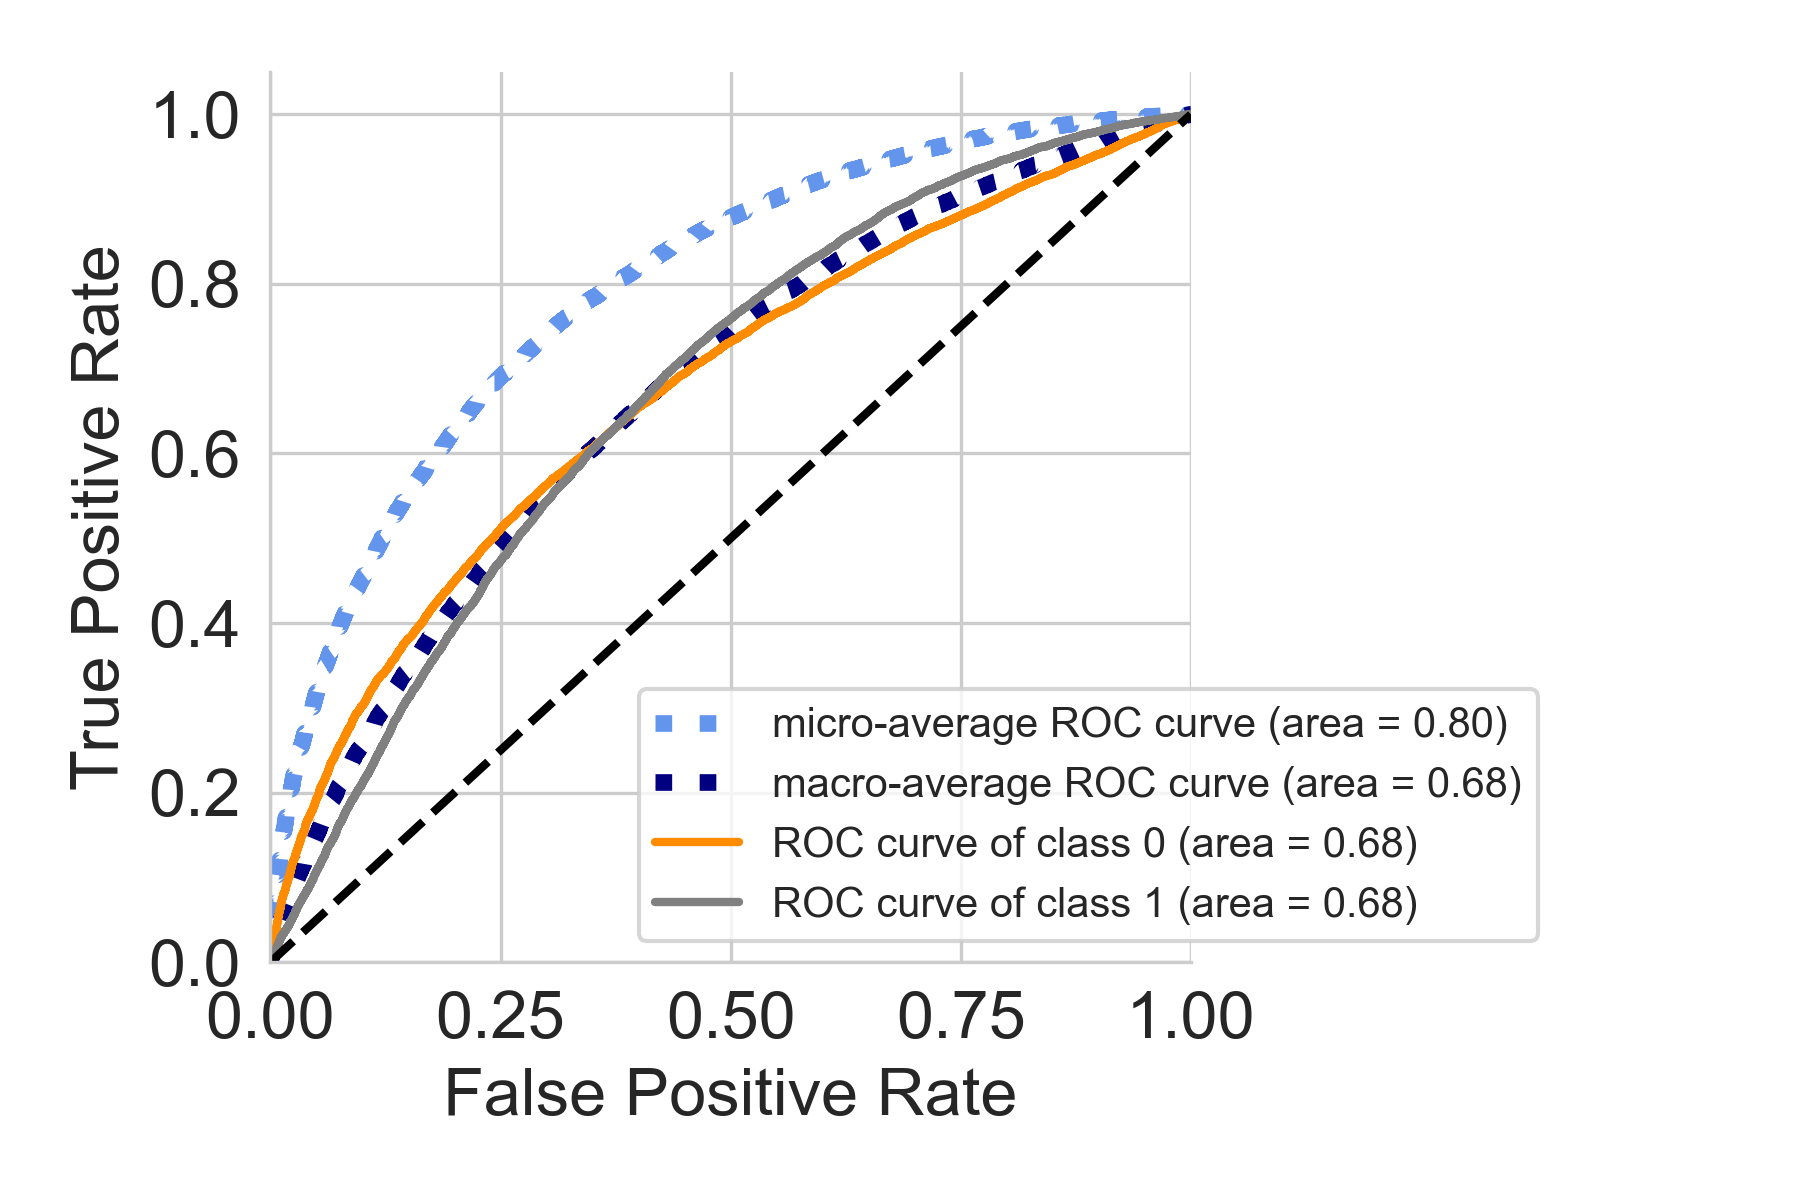 True Positive Rate
1.0
0.8
0.6
0.4
0.2
0.0
0.00 0.25 0.50 0.75 1.00
False Positive Rate
micro-average ROC curve (area = 0.80)
macro-average ROC curve (area = 0.68)
ROC curve of class 0 (area = 0.68)
ROC curve of class 1 (area = 0.68)